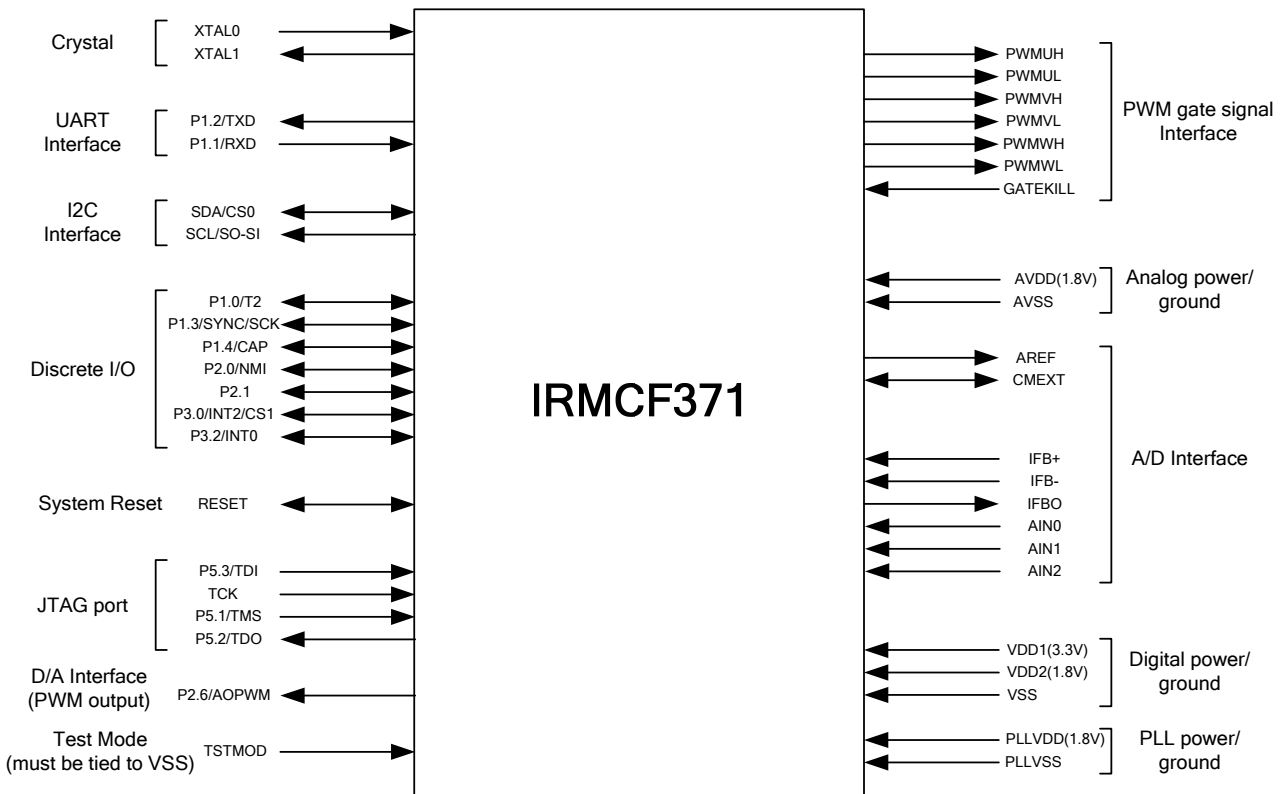 Crystal
XTAL0
XTAL1
UART
Interface
P1.2/TXD
P1.1/RXD
I2C
Interface
SDA/CS0
SCL/SO-SI
Discrete I/O
P1.0/T2
P1.3/SYNC/SCK
P1.4/CAP
P2.0/NMI
P2.1
P3.0/INT2/CS1
P3.2/INT0
System Reset
RESET
JTAG port
P5.3/TDI
TCK
P5.1/TMS
P5.2/TDO
D/A Interface
(PWM output)
P2.6/AOPWM
Test Mode
(must be tied to VSS)
TSTMOD
IRMCF371
PWMUH
PWMUL
PWMVH
PWMVL
PWMWH
PWMWL
GATEKILL
PWM gate signal
Interface
AVDD(1.8V)
AVSS
Analog power/
ground
AREF
CMEXT
IFB+
IFB-
IFBO
AIN0
AIN1
AIN2
A/D Interface
VDD1(3.3V)
VDD2(1.8V)
VSS
Digital power/
ground
PLLVDD(1.8V)
PLLVSS
PLL power/
ground